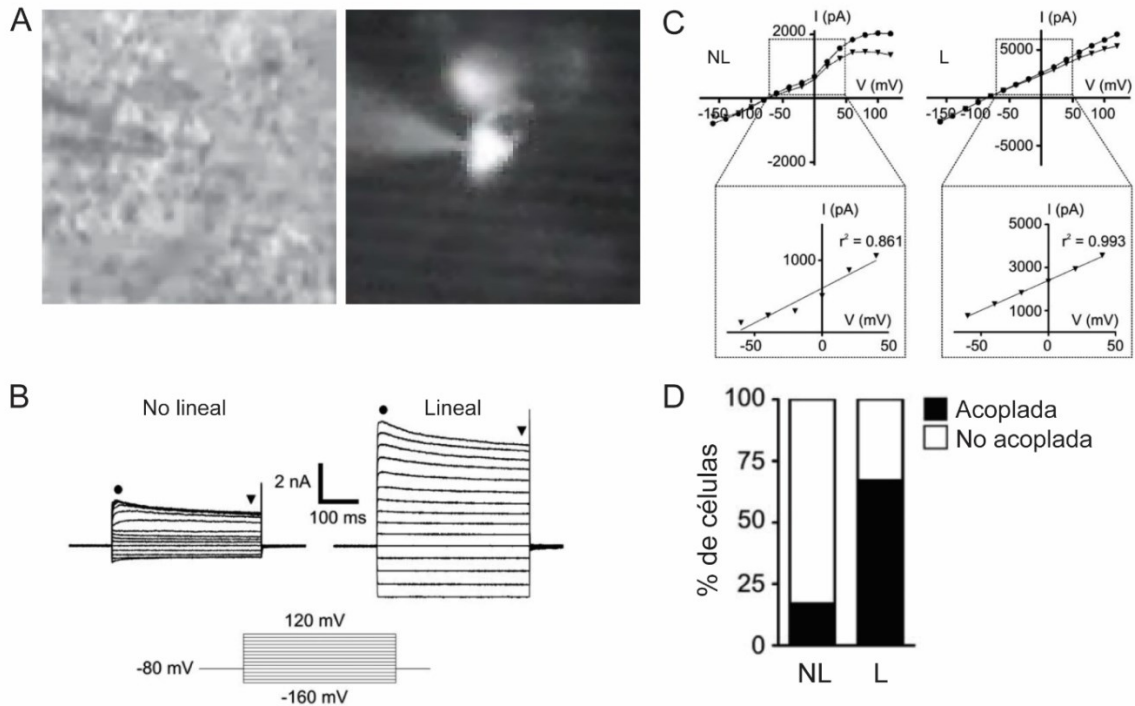 A
B
No lineal
Lineal
2 nA
100 ms
120 mV
-80 mV
-160 mV
C
NL
I (pA)
2000
V (mV)
-150 -100 -50 0 50 100
-2000
I (pA)
r² = 0.861
1000
V (mV)
-50 0 50
L
I (pA)
5000
V (mV)
-150 -100 -50 0 50 100
-5000
I (pA)
5000
r² = 0.993
3000
1000
V (mV)
-50 0 50
D
% de células
100
75
50
25
0
NL L
Acoplada
No acoplada